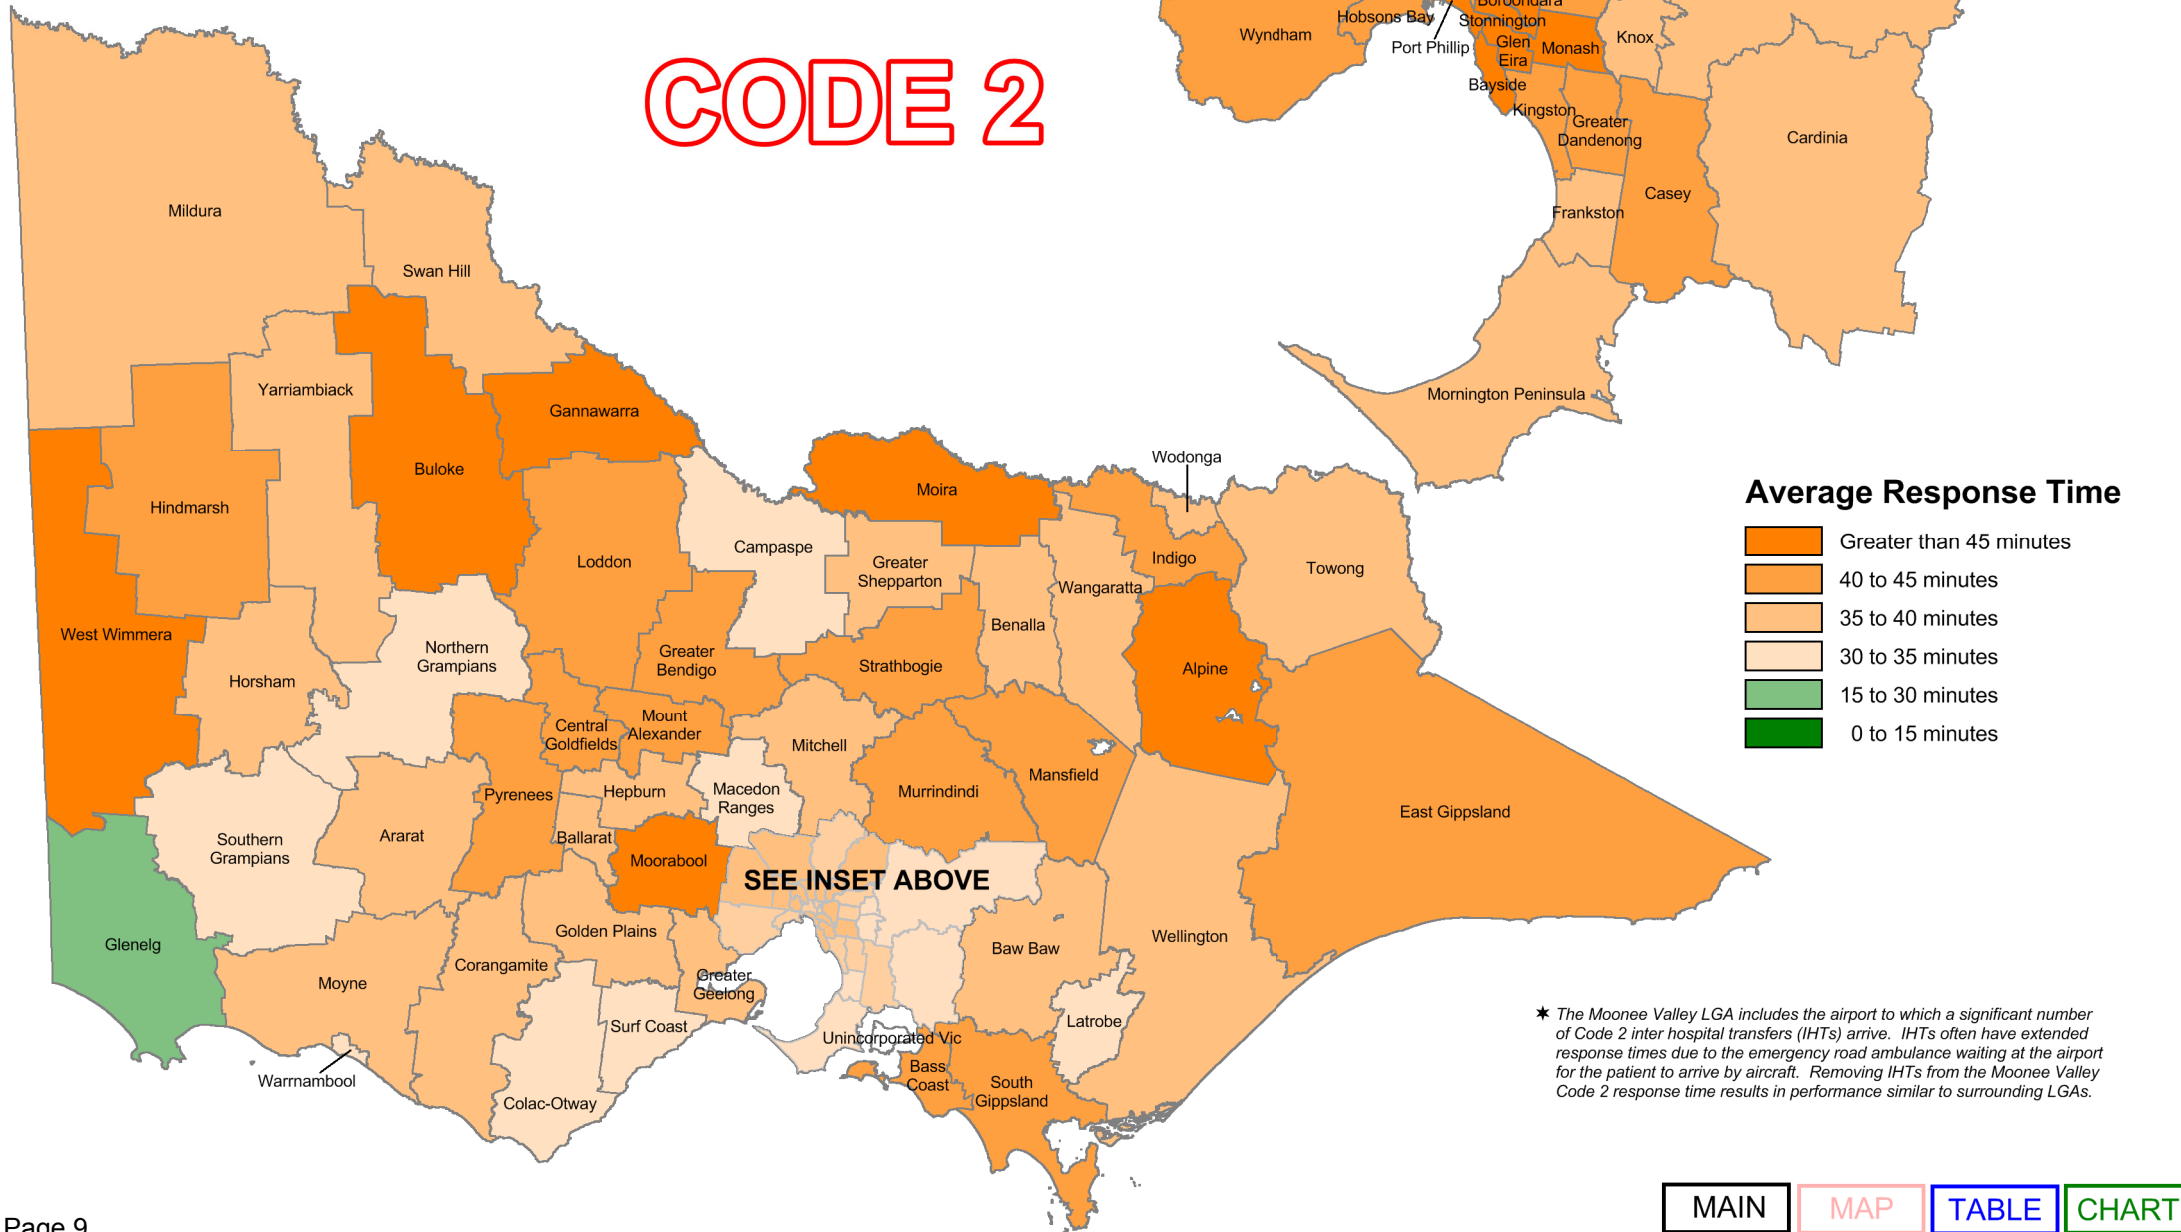 Boroondara
Hobsons Bay
Stonnington
Wyndham
Port Phillip
Glen
Eira
Monash
Knox
Bayside
Kingston
Greater
Dandenong
Cardinia
Casey
Frankston
Mornington Peninsula
CODE 2
Mildura
Swan Hill
Yarriambiack
Gannawarra
Buloke
Hindmarsh
Moira
Wodonga
Campaspe
Loddon
Greater
Shepparton
Indigo
Wangaratta
Towong
Benalla
West Wimmera
Northern
Grampians
Horsham
Greater
Bendigo
Strathbogie
Alpine
Central
Goldfields
Mount
Alexander
Mitchell
Mansfield
Pyrenees
Hepburn
Macedon
Ranges
Murrindindi
East Gippsland
Southern
Grampians
Ararat
Ballarat
Moorabool
SEE INSET ABOVE
Glenelg
Golden Plains
Wellington
Baw Baw
Moyne
Corangamite
Greater
Geelong
Surf Coast
Latrobe
Unincorporated Vic
Warrnambool
Colac-Otway
Bass
Coast
South
Gippsland
Average Response Time
Greater than 45 minutes
40 to 45 minutes
35 to 40 minutes
30 to 35 minutes
15 to 30 minutes
0 to 15 minutes
★ The Moonee Valley LGA includes the airport to which a significant number
of Code 2 inter hospital transfers (IHTs) arrive. IHTs often have extended
response times due to the emergency road ambulance waiting at the airport
for the patient to arrive by aircraft. Removing IHTs from the Moonee Valley
Code 2 response time results in performance similar to surrounding LGAs.
MAIN
MAP
TABLE
CHART
Page 9